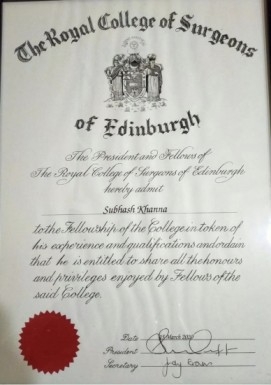 The Royal College of Surgeons
of Edinburgh
The President and Fellows of
The Royal College of Surgeons of Edinburgh
hereby admit
Subhash Khanna
to the Fellowship of the College in token of
his experience and qualifications and ordain
that he is entitled to share all the honours
and privileges enjoyed by Fellows of the
said College.
Date
President
Secretary